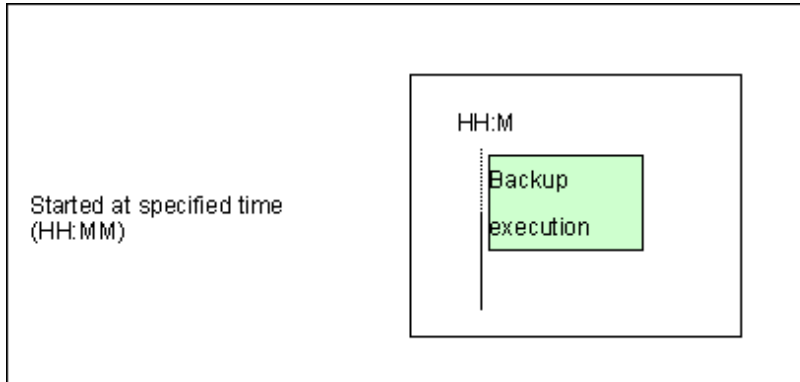 HH:M
Backup
execution
Started at specified time
(HH:MM)